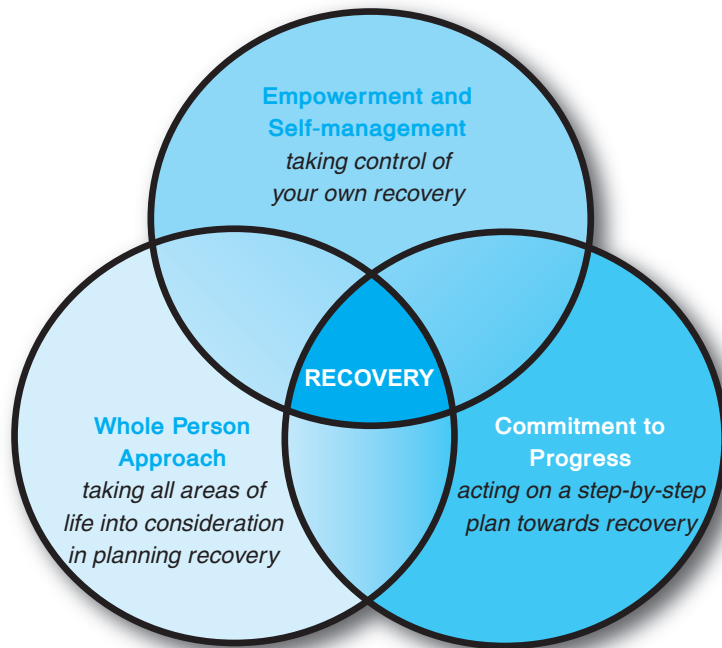 Empowerment and
Self-management
taking control of
your own recovery
RECOVERY
Whole Person
Approach
taking all areas of
life into consideration
in planning recovery
Commitment to
Progress
acting on a step-by-step
plan towards recovery